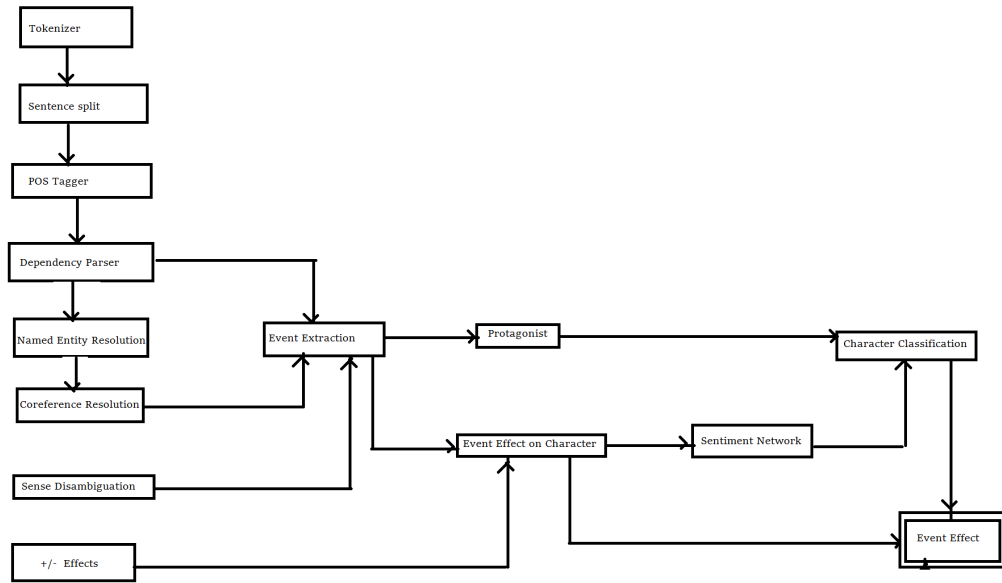 Tokenizer
Sentence split
POS Tagger
Dependency Parser
Named Entity Resolution
Coreference Resolution
Sense Disambiguation
+/- Effects
Event Extraction
Protagonist
Event Effect on Character
Sentiment Network
Character Classification
Event Effect